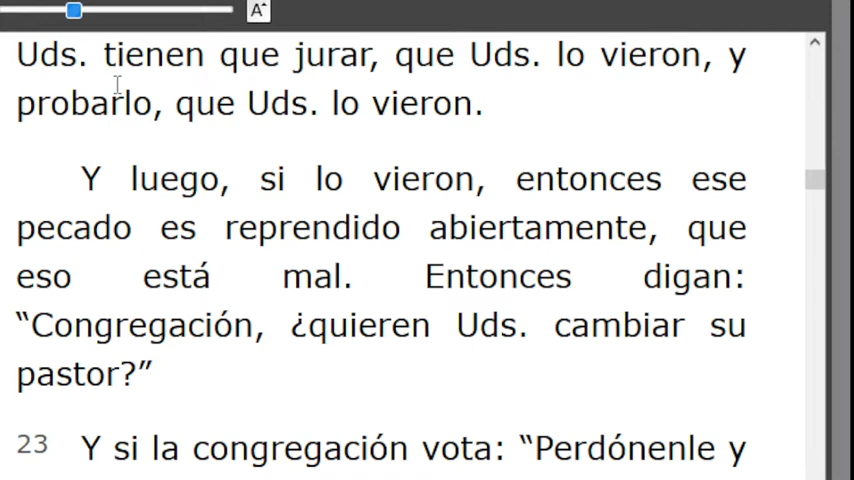 A
Uds. tienen que jurar, que Uds. lo vieron, y
probarlo, que Uds. lo vieron.
Y luego, si lo vieron, entonces ese
pecado es reprendido abiertamente, que
eso está mal. Entonces digan:
“Congregación, ¿quieren Uds. cambiar su
pastor?”
23 Y si la congregación vota: “Perdónenle y